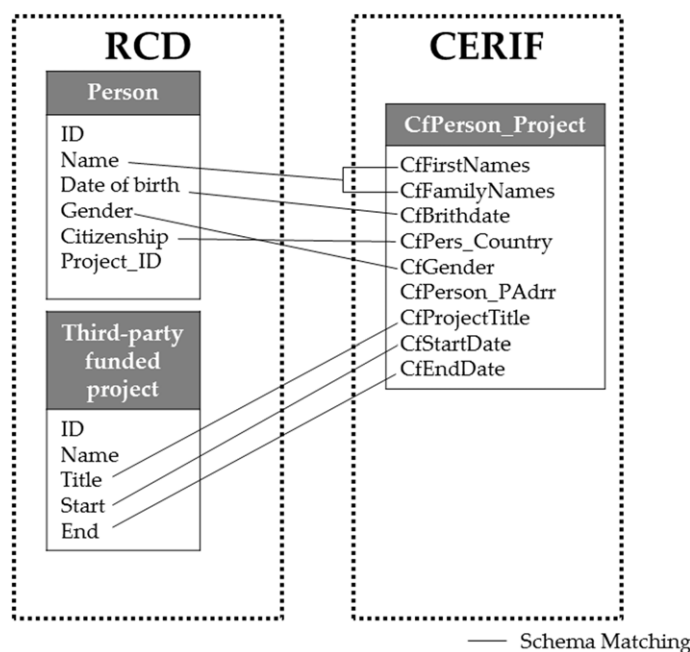 RCD
Person
ID
Name
Date of birth
Gender
Citizenship
Project_ID
Third-party
funded
project
ID
Name
Title
Start
End
CERIF
CfPerson_Project
CfFirstNames
CfFamilyNames
CfBrithdate
CfPers_Country
CfGender
CfPerson_PAdrr
CfProjectTitle
CfStartDate
CfEndDate
Schema Matching